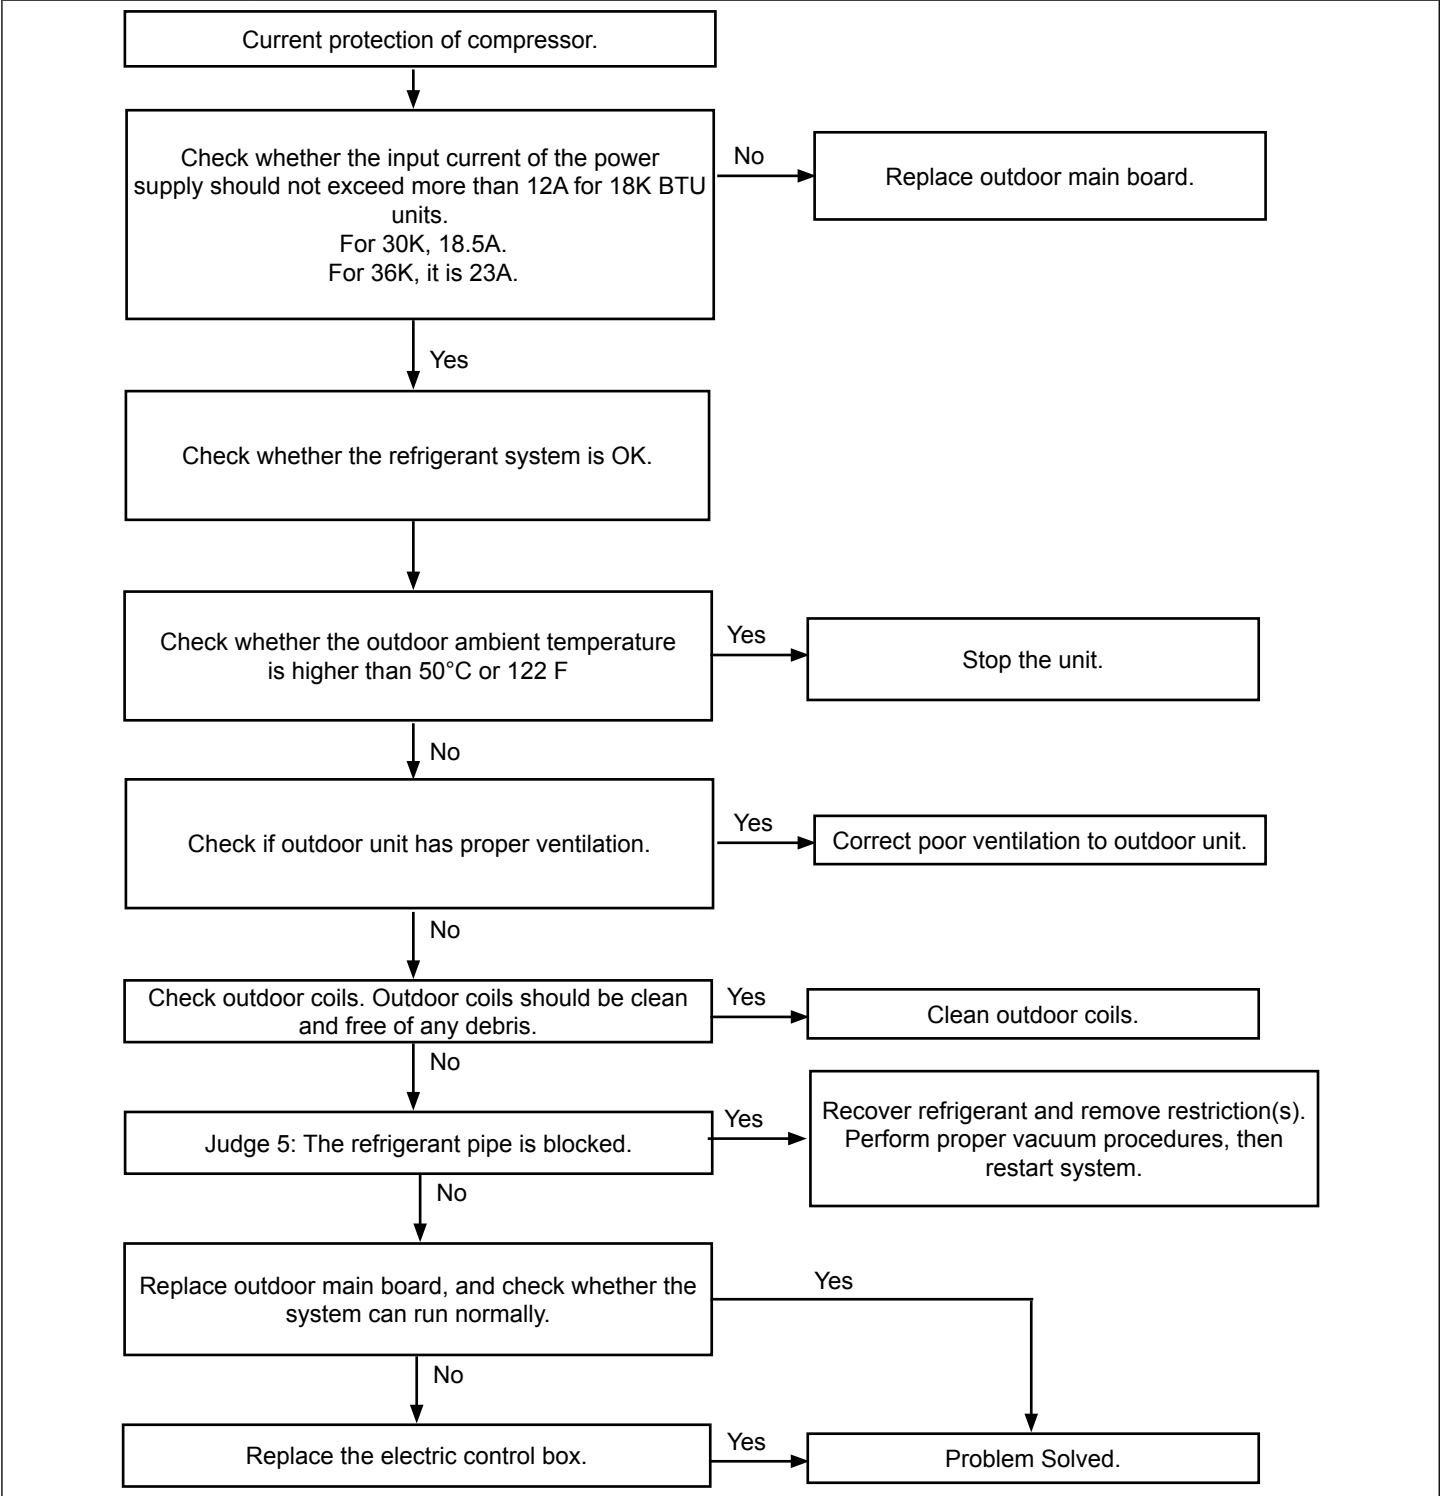 Current protection of compressor.
Check whether the input current of the power
supply should not exceed more than 12A for 18K BTU
units.
For 30K, 18.5A.
For 36K, it is 23A.
No
Replace outdoor main board.
Yes
Check whether the refrigerant system is OK.
Check whether the outdoor ambient temperature
is higher than 50°C or 122 F
Yes
Stop the unit.
No
Check if outdoor unit has proper ventilation.
Yes
Correct poor ventilation to outdoor unit.
No
Check outdoor coils. Outdoor coils should be clean
and free of any debris.
Yes
Clean outdoor coils.
No
Judge 5: The refrigerant pipe is blocked.
Yes
Recover refrigerant and remove restriction(s).
Perform proper vacuum procedures, then
restart system.
No
Replace outdoor main board, and check whether the
system can run normally.
Yes
No
Replace the electric control box.
Yes
Problem Solved.